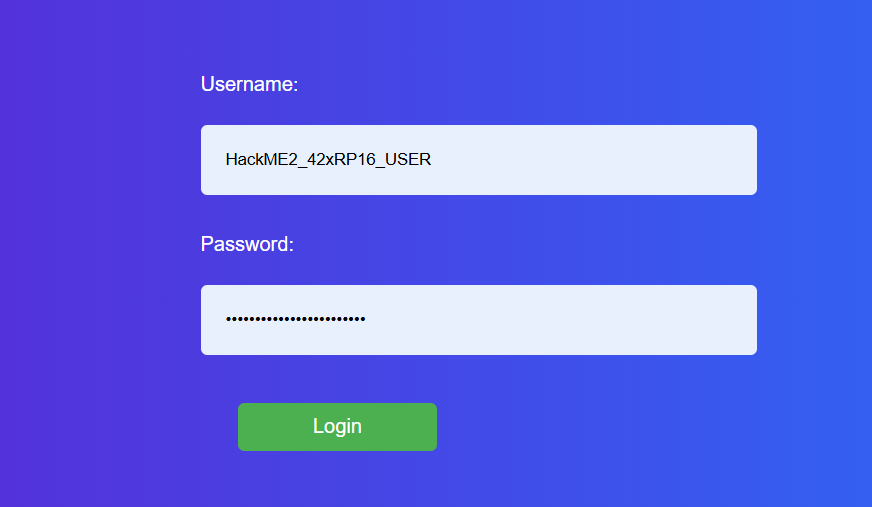 Username:
HackME2_42xRP16_USER
Password:
••••••••••••••••••••••••
Login